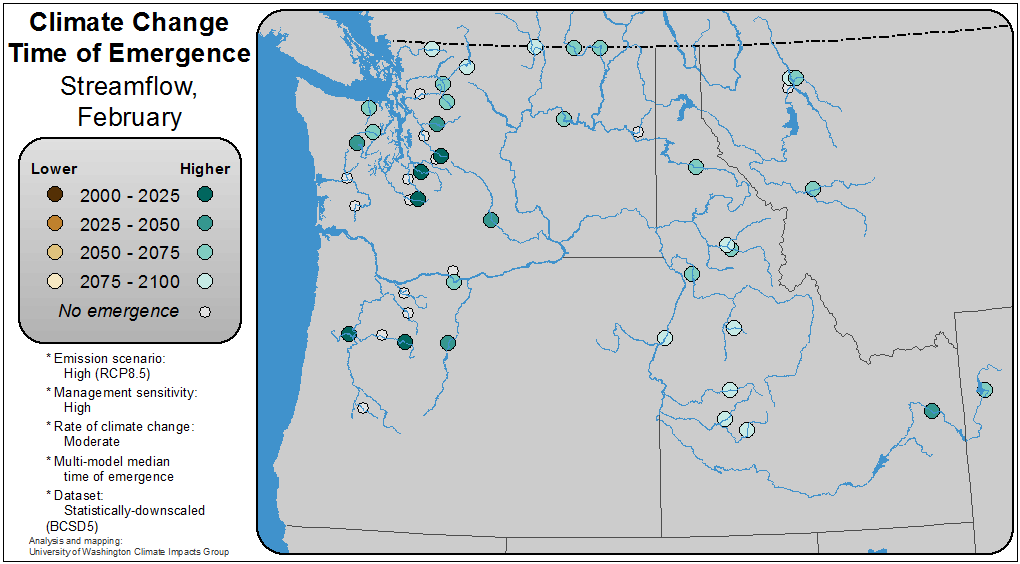 Climate Change
Time of Emergence
Streamflow,
February
Lower Higher
2000 - 2025
2025 - 2050
2050 - 2075
2075 - 2100
No emergence
* Emission scenario:
High (RCP8.5)
* Management sensitivity:
High
* Rate of climate change:
Moderate
* Multi-model median
time of emergence
* Dataset:
Statistically-downscaled
(BCSD5)
Analysis and mapping:
University of Washington Climate Impacts Group